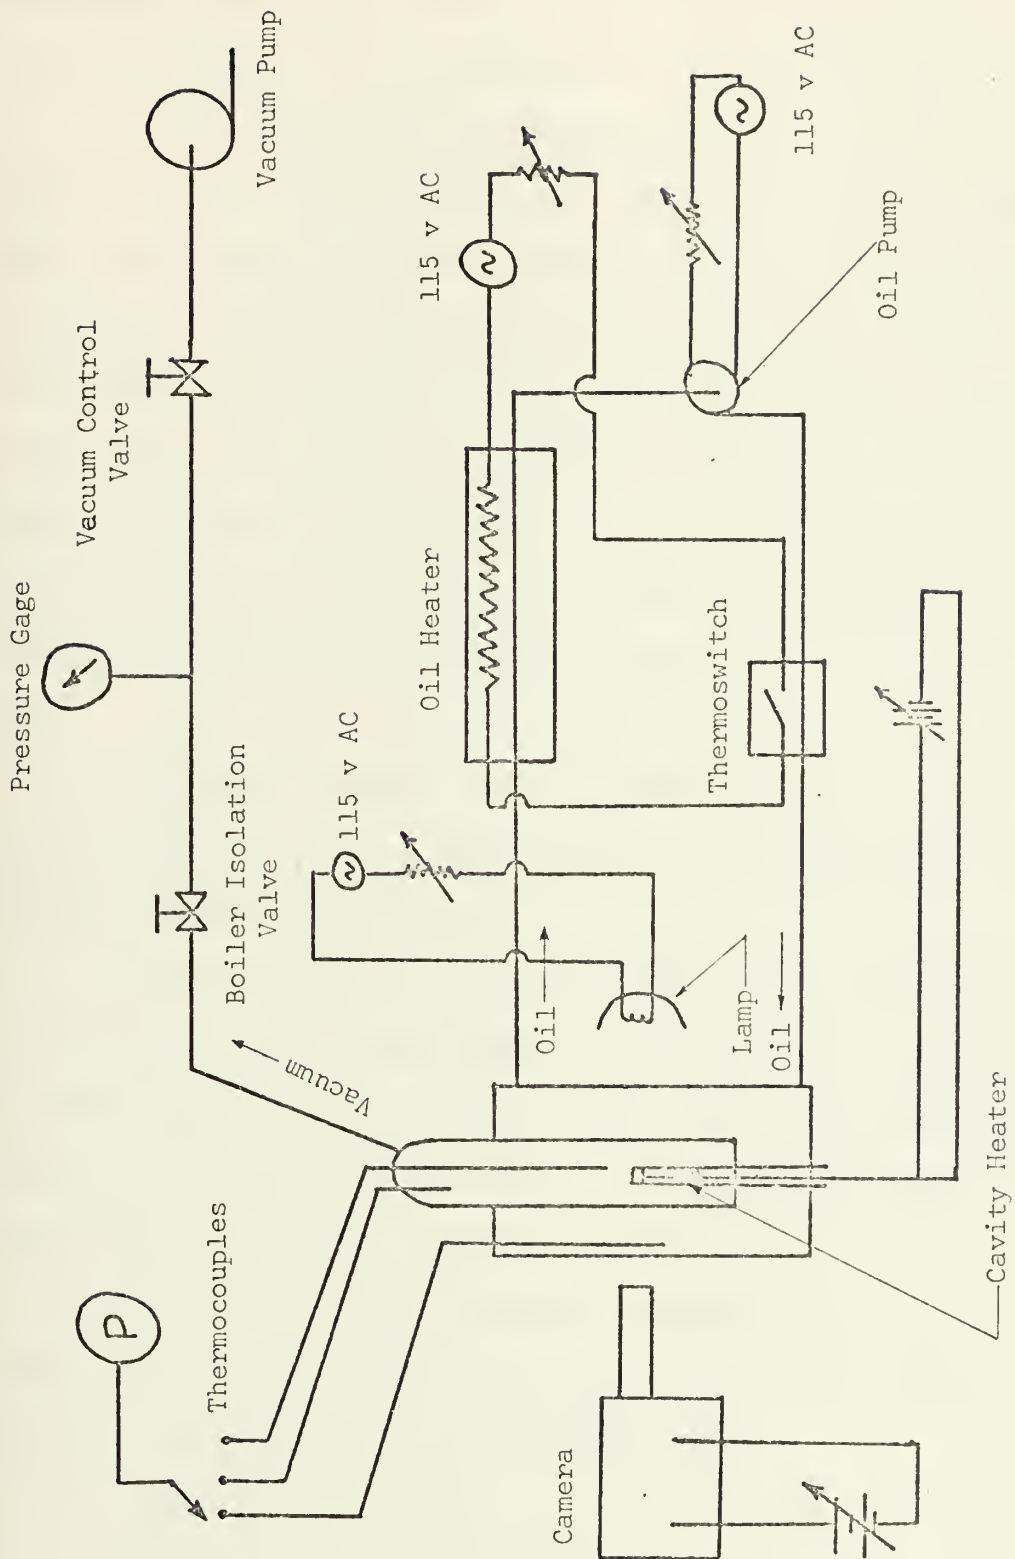 Pressure Gage
Vacuum Control
Valve
Vacuum Pump
Boiler Isolation
Valve
Vacuum
115 v AC
Oil Heater
115 v AC
115 v AC
Thermocouples
P
Oil
Lamp
Oil
Thermoswitch
Oil Pump
Camera
Cavity Heater